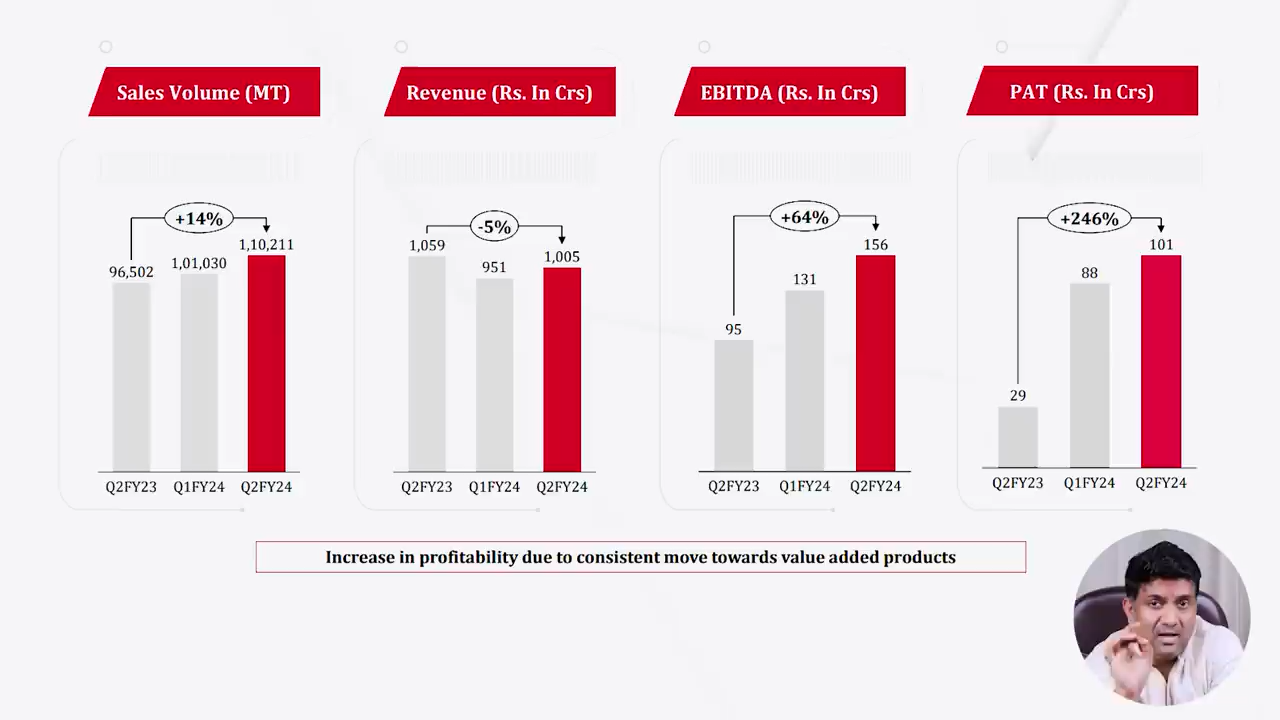 Sales Volume (MT)
Revenue (Rs. In Crs)
EBITDA (Rs. In Crs)
PAT (Rs. In Crs)
+14%
96,502
1,01,030
1,10,211
Q2FY23 Q1FY24 Q2FY24
-5%
1,059
951
1,005
Q2FY23 Q1FY24 Q2FY24
+64%
95
131
156
Q2FY23 Q1FY24 Q2FY24
+246%
29
88
101
Q2FY23 Q1FY24 Q2FY24
Increase in profitability due to consistent move towards value added products